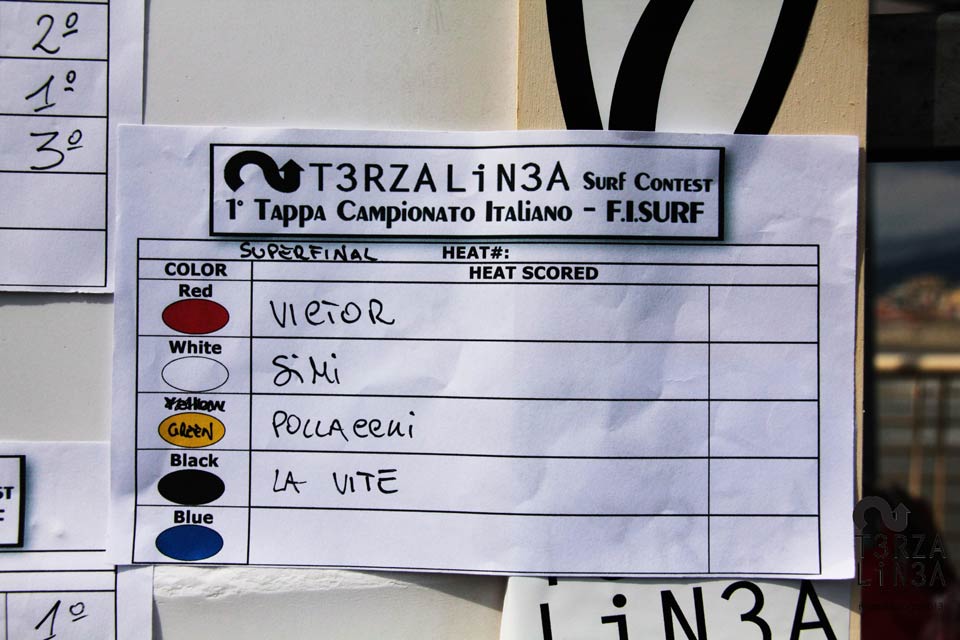 2º
1º
3º
T3RZALiN3A Surf Contest
1° Tappa Campionato Italiano - F.I.SURF
SUPERFINAL HEAT#:
COLOR HEAT SCORED
Red VICTOR
White SiMi
Yellow
GREEN POLLACCHI
Black LA VITE
Blue
ST
F
1º
LiN3A
T3RZA
LiN3A